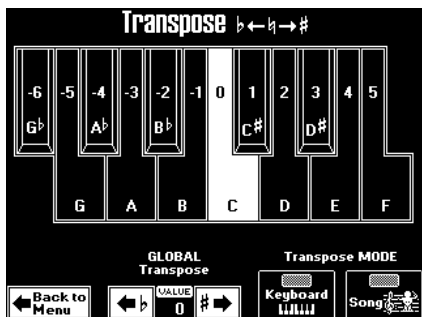 Transpose ♭←♮→♯
-6 -5 -4 -3 -2 -1 0 1 2 3 4 5
G♭ A♭ B♭ C♯ D♯
G A B C D E F
GLOBAL
Transpose
Transpose MODE
←Back to
Menu
←♭
VALUE
0
♯→
Keyboard
Song